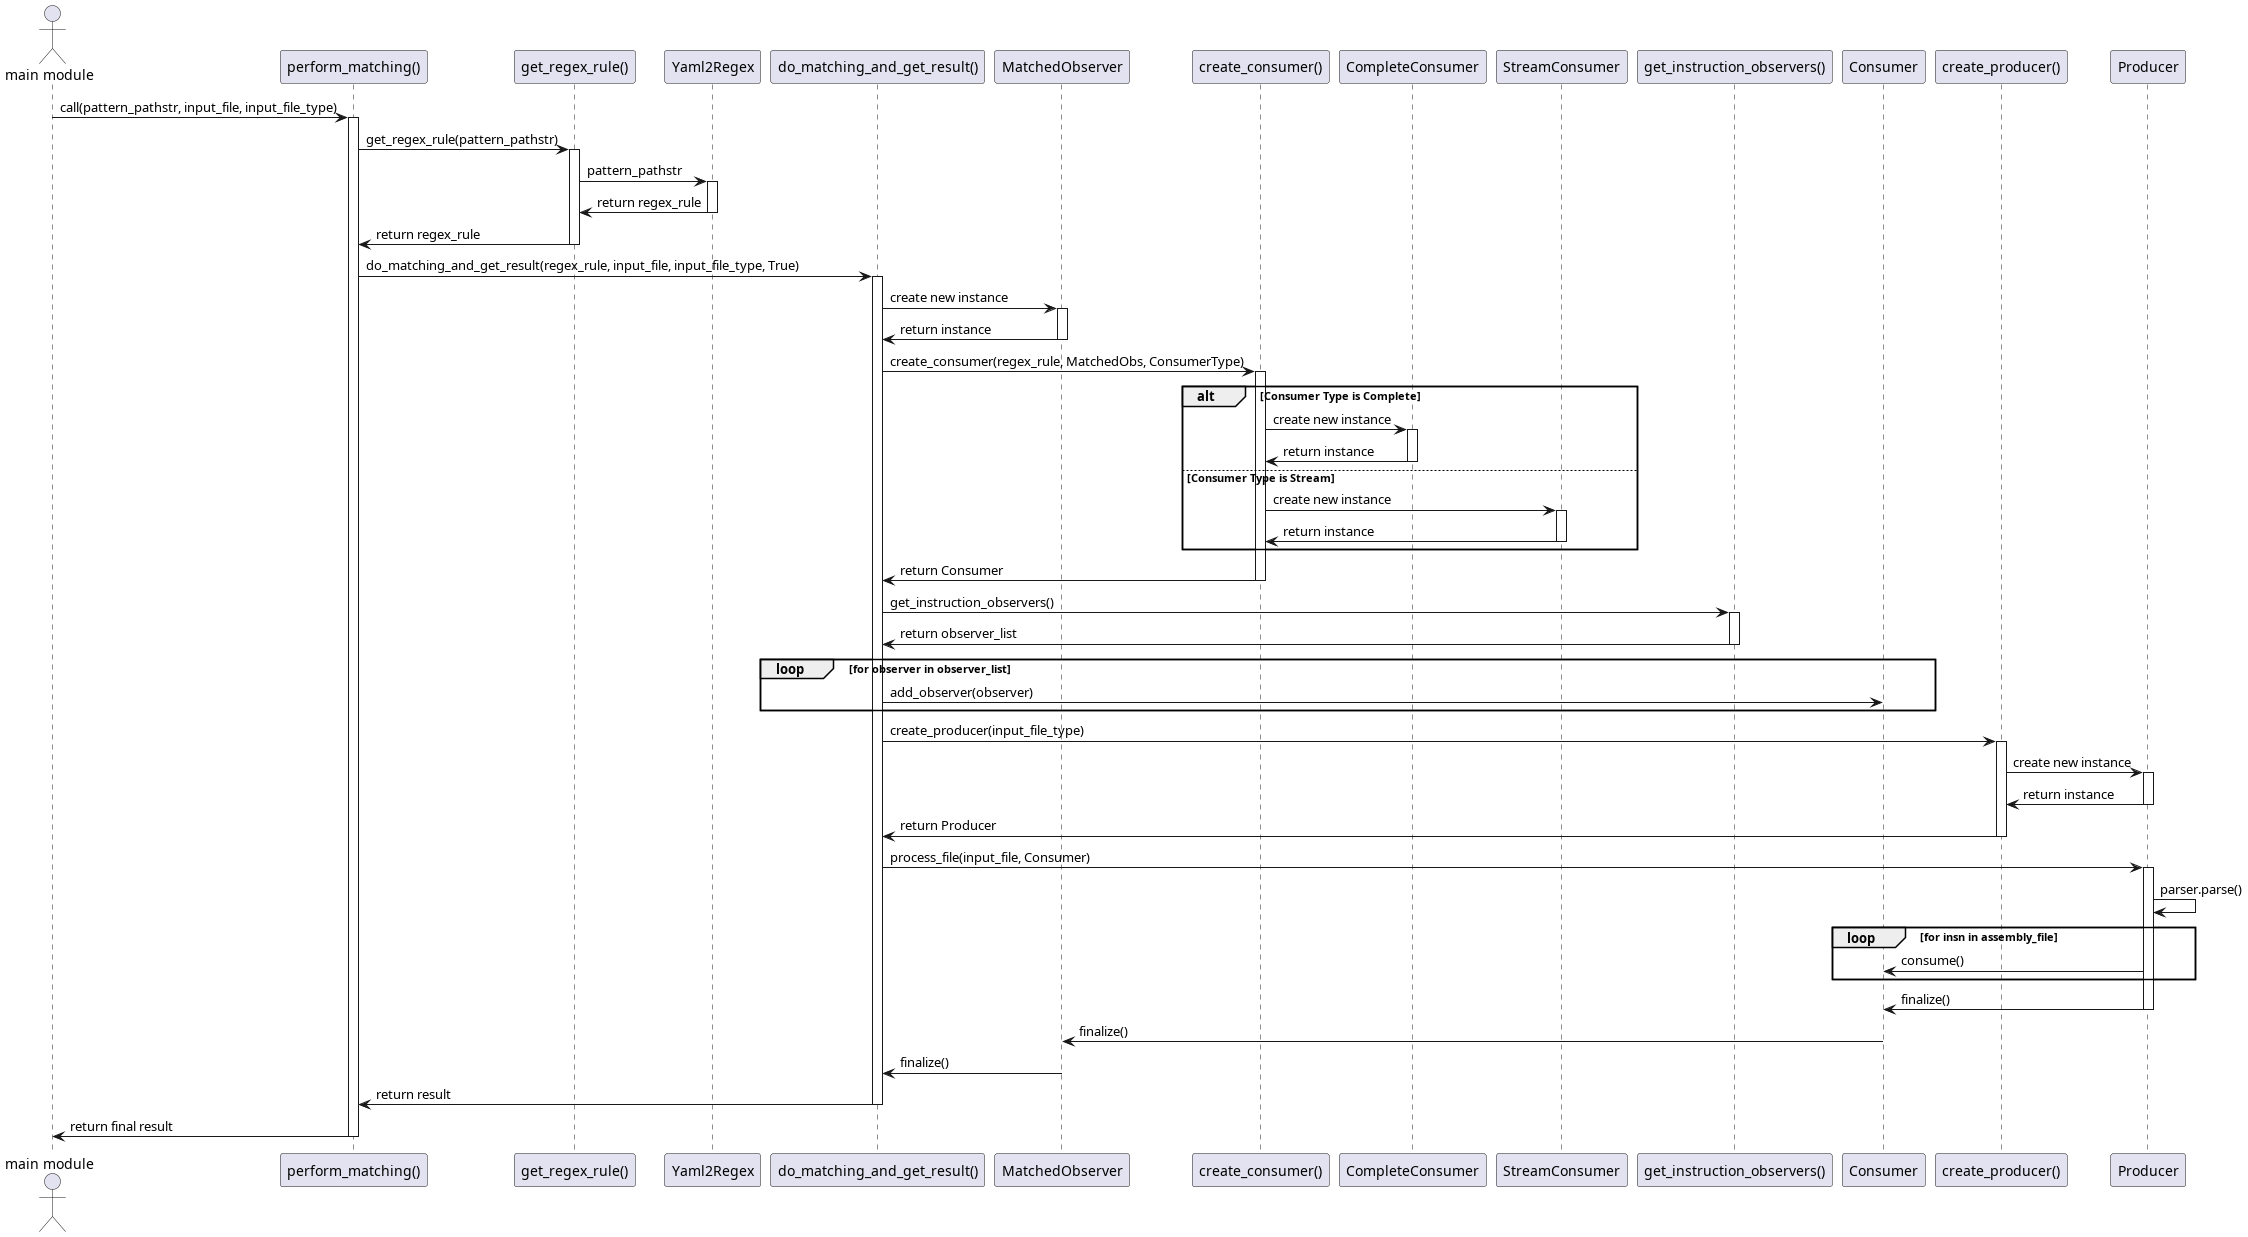 main module
perform_matching()
get_regex_rule()
Yaml2Regex
do_matching_and_get_result()
MatchedObserver
create_consumer()
CompleteConsumer
StreamConsumer
get_instruction_observers()
Consumer
create_producer()
Producer
call(pattern_pathstr, input_file, input_file_type)
get_regex_rule(pattern_pathstr)
pattern_pathstr
return regex_rule
return regex_rule
do_matching_and_get_result(regex_rule, input_file, input_file_type, True)
create new instance
return instance
create_consumer(regex_rule, MatchedObs, ConsumerType)
alt [Consumer Type is Complete]
create new instance
return instance
[Consumer Type is Stream]
create new instance
return instance
return Consumer
get_instruction_observers()
return observer_list
loop [for observer in observer_list]
add_observer(observer)
create_producer(input_file_type)
create new instance
return instance
return Producer
process_file(input_file, Consumer)
parser.parse()
loop [for insn in assembly_file]
consume()
finalize()
finalize()
finalize()
return result
return final result
main module
perform_matching()
get_regex_rule()
Yaml2Regex
do_matching_and_get_result()
MatchedObserver
create_consumer()
CompleteConsumer
StreamConsumer
get_instruction_observers()
Consumer
create_producer()
Producer